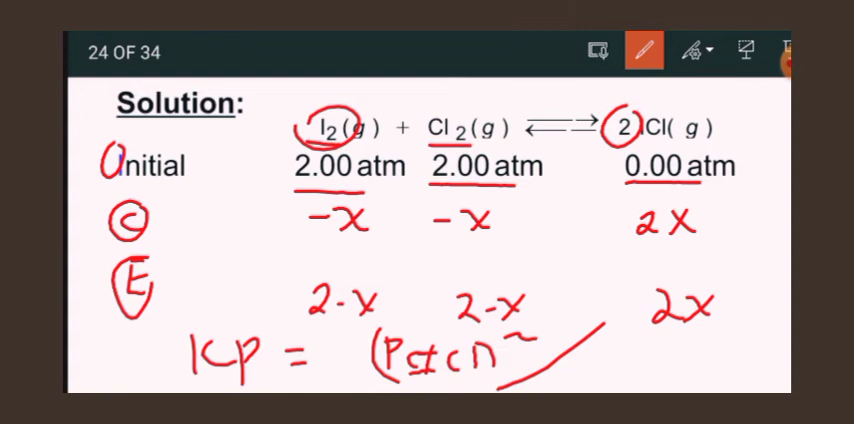 24 OF 34
Solution:
I2(g) + Cl2(g) ⇌ 2 ICl(g)
Initial 2.00 atm 2.00 atm 0.00 atm
C -x -x 2x
E 2-x 2-x 2x
Kp =